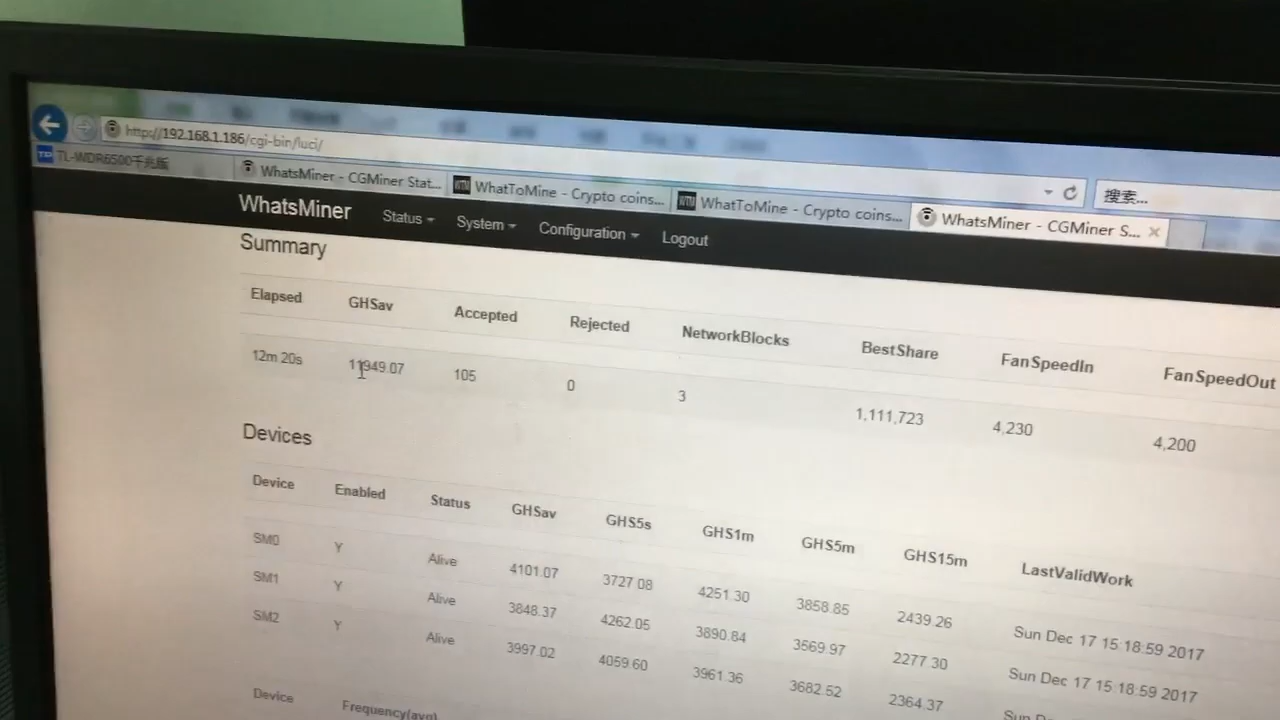 http://192.168.1.186/cgi-bin/luci/
搜索...
TP TL-WDR6500千兆版
WhatsMiner - CGMiner Stat...
WhatToMine - Crypto coins...
WhatToMine - Crypto coins...
WhatsMiner - CGMiner S...
WhatsMiner Status System Configuration Logout
Summary
Elapsed GHSav Accepted Rejected NetworkBlocks BestShare FanSpeedIn FanSpeedOut
12m 20s 11949.07 105 0 3 1,111,723 4,230 4,200
Devices
Device Enabled Status GHSav GHS5s GHS1m GHS5m GHS15m LastValidWork
SM0 Y Alive 4101.07 3727.08 4251.30 3858.85 2439.26 Sun Dec 17 15:18:59 2017
SM1 Y Alive 3848.37 4262.05 3890.84 3569.97 2277.30 Sun Dec 17 15:18:59 2017
SM2 Y Alive 3997.02 4059.60 3961.36 3682.52 2364.37 Sun Dec
Device Frequency(avg)